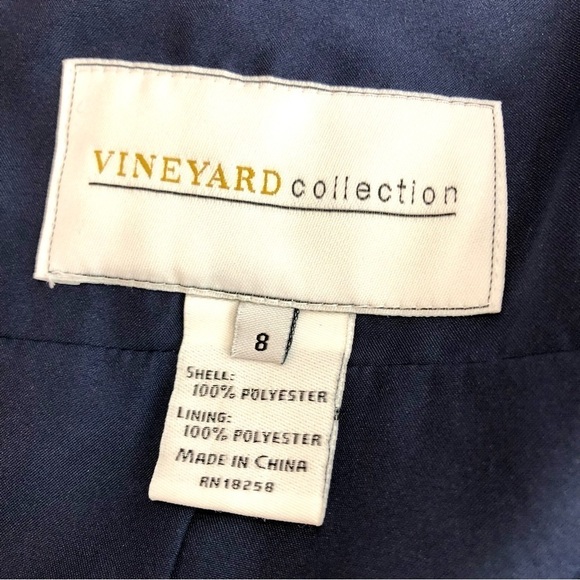 VINEYARD collection
8
SHELL:
100% POLYESTER
LINING:
100% POLYESTER
MADE IN CHINA
RN18258